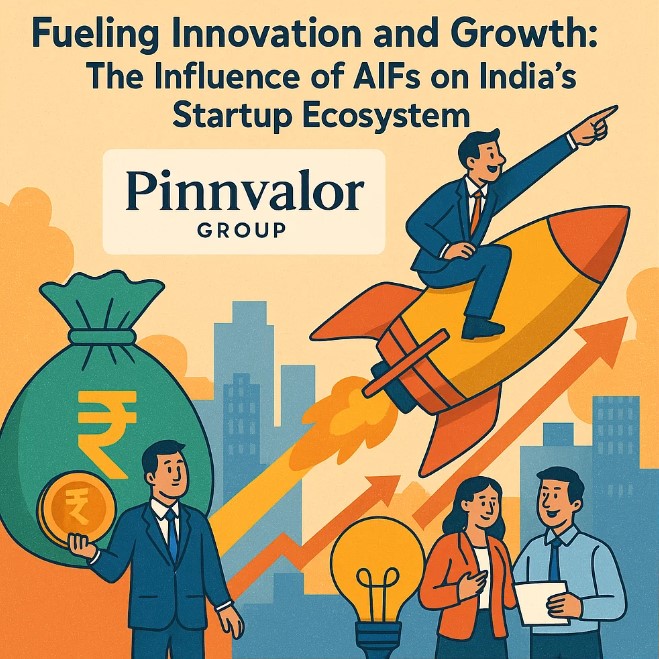 Fueling Innovation and Growth:
The Influence of AIFs on India's
Startup Ecosystem
Pinnvalor
GROUP
₹
₹